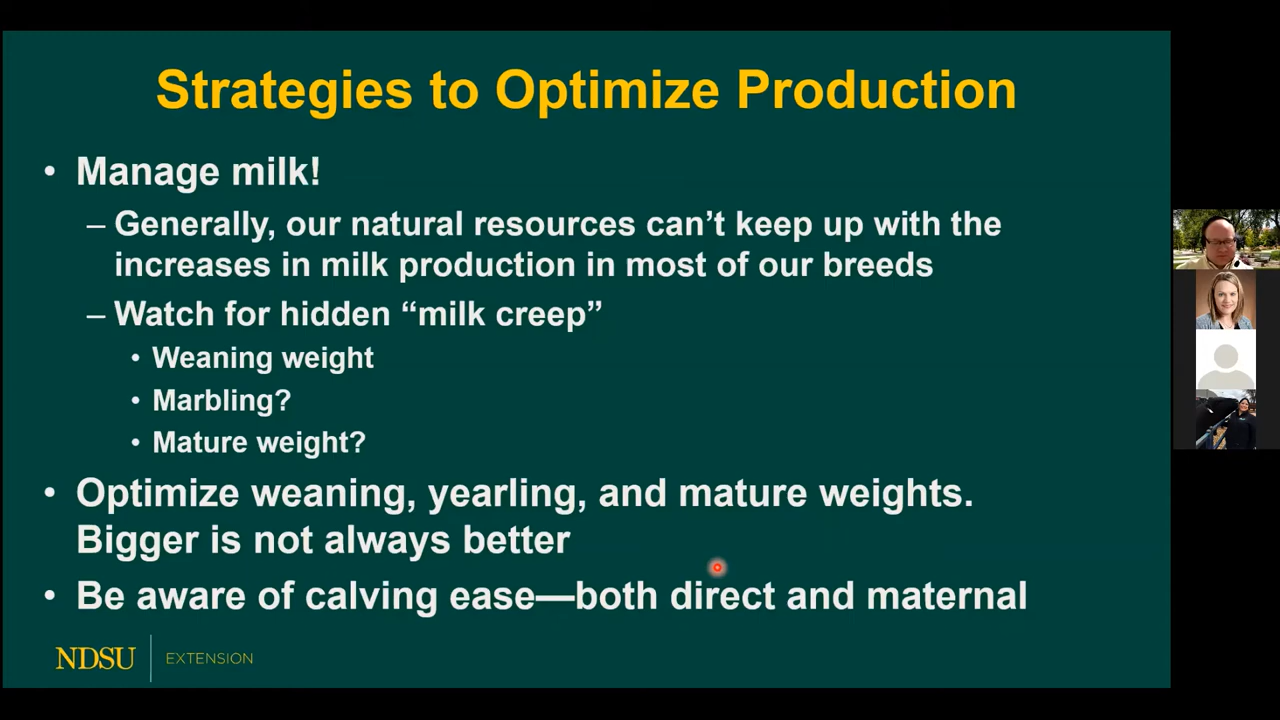 Strategies to Optimize Production
• Manage milk!
– Generally, our natural resources can’t keep up with the
increases in milk production in most of our breeds
– Watch for hidden “milk creep”
• Weaning weight
• Marbling?
• Mature weight?
• Optimize weaning, yearling, and mature weights.
Bigger is not always better
• Be aware of calving ease—both direct and maternal
NDSU EXTENSION